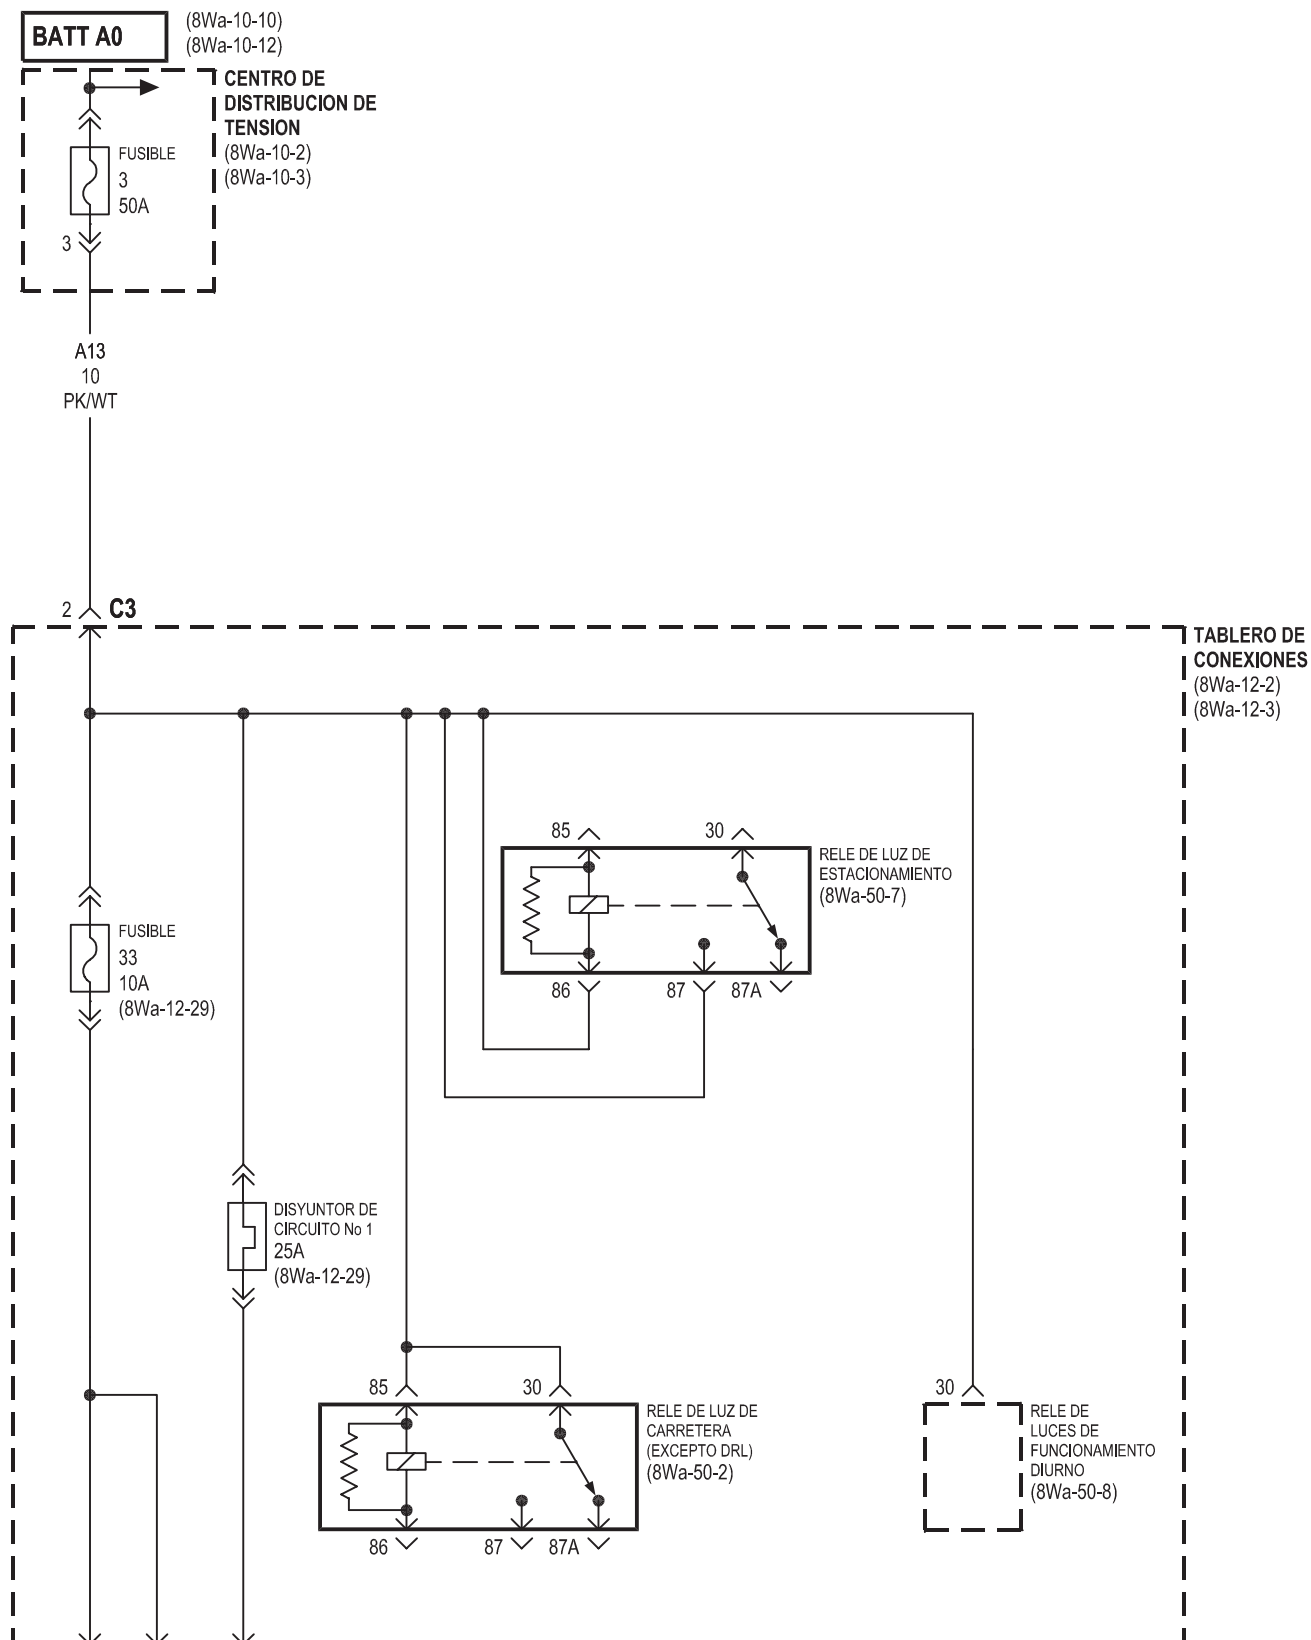 BATT A0
(8Wa-10-10)
(8Wa-10-12)
CENTRO DE
DISTRIBUCION DE
TENSION
(8Wa-10-2)
(8Wa-10-3)
FUSIBLE
3
50A
3
A13
10
PK/WT
2
C3
TABLERO DE
CONEXIONES
(8Wa-12-2)
(8Wa-12-3)
85
30
RELE DE LUZ DE
ESTACIONAMIENTO
(8Wa-50-7)
86
87
87A
FUSIBLE
33
10A
(8Wa-12-29)
DISYUNTOR DE
CIRCUITO No 1
25A
(8Wa-12-29)
85
30
RELE DE LUZ DE
CARRETERA
(EXCEPTO DRL)
(8Wa-50-2)
86
87
87A
30
RELE DE
LUCES DE
FUNCIONAMIENTO
DIURNO
(8Wa-50-8)